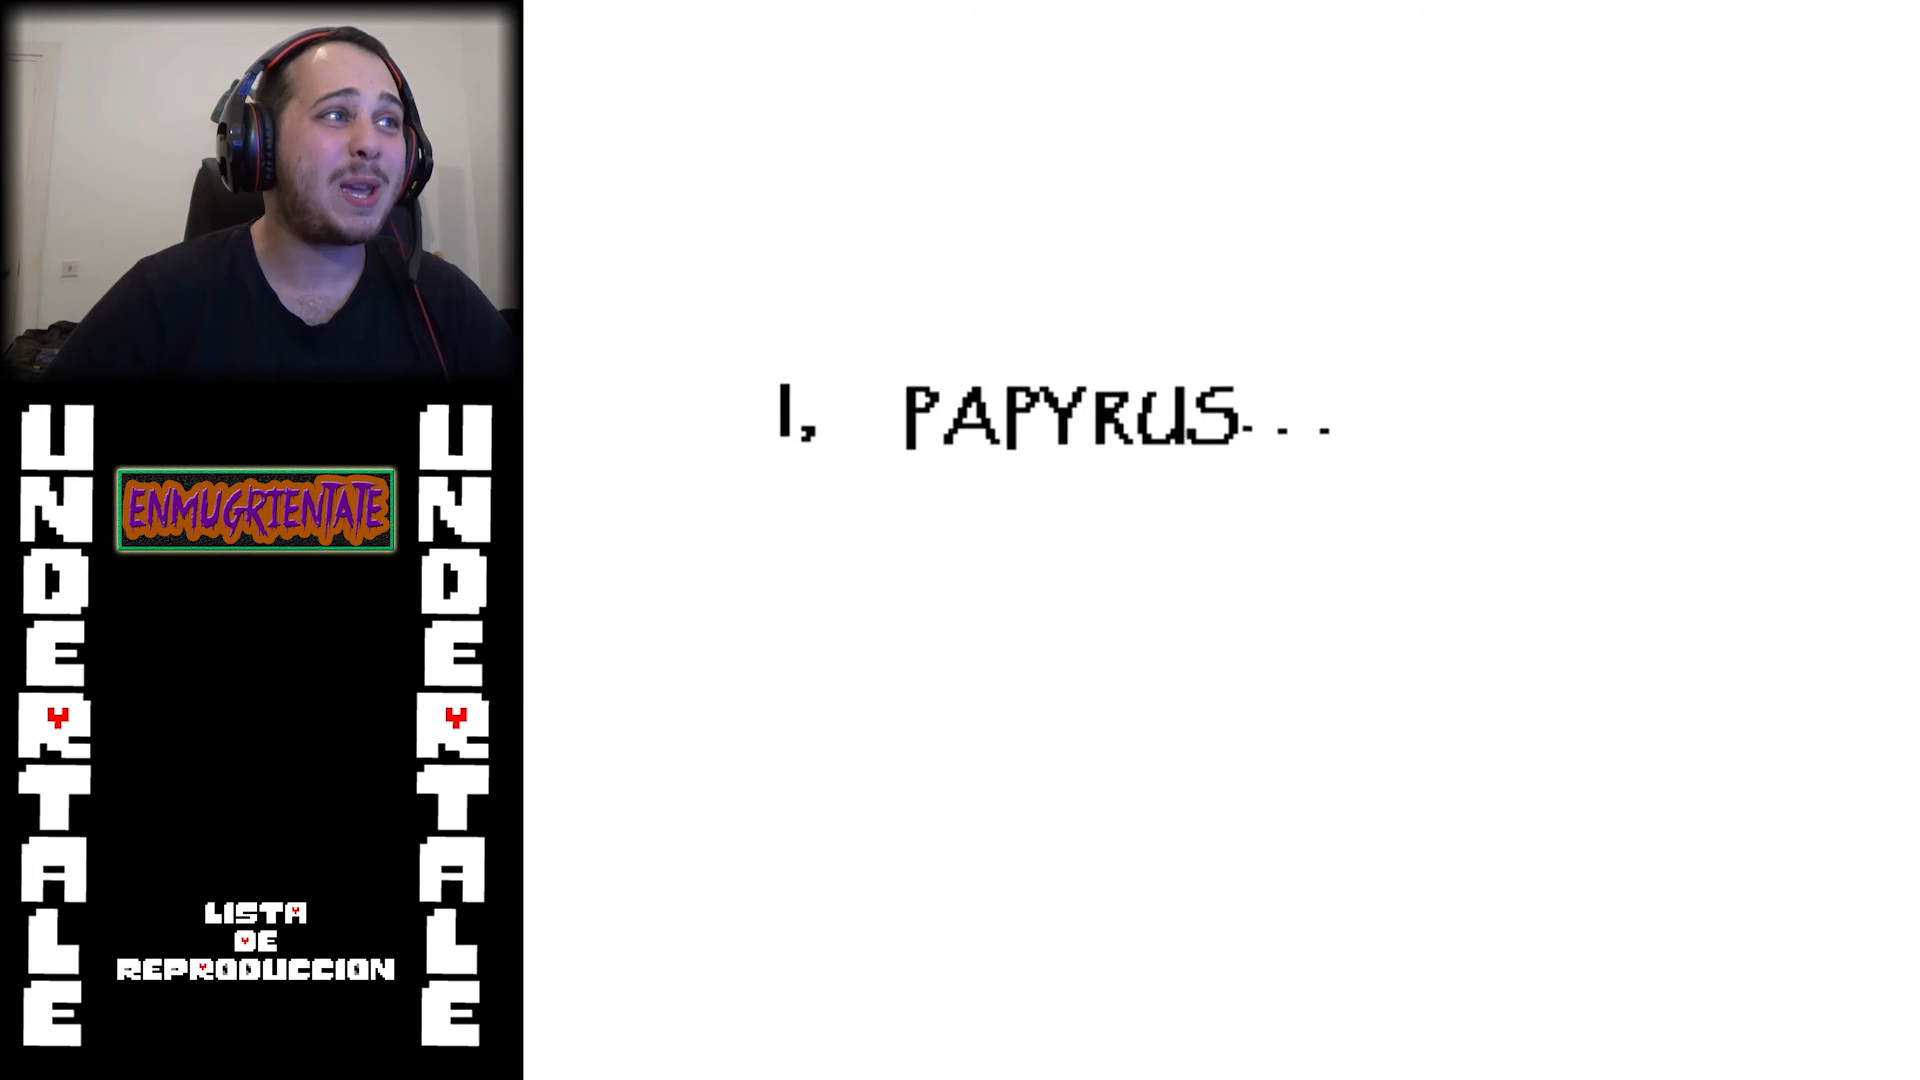 I, PAPYRUS...
UNDERTALE
ENMUGRIENTATE
UNDERTALE
LISTA
DE
REPRODUCCION